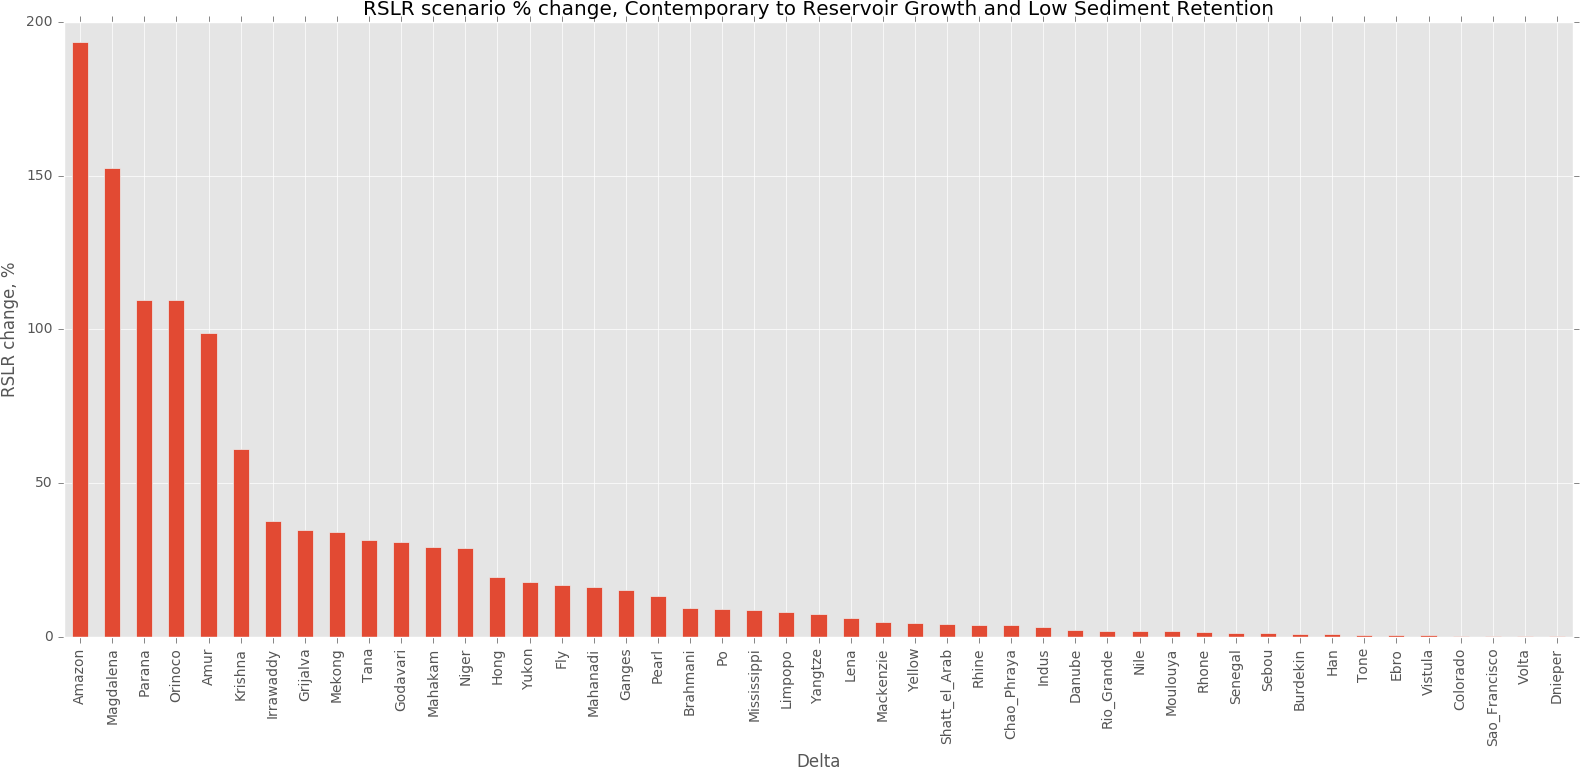 RSLR scenario % change, Contemporary to Reservoir Growth and Low Sediment Retention
RSLR change, %
200
150
100
50
0
Amazon
Magdalena
Parana
Orinoco
Amur
Krishna
Irrawaddy
Grijalva
Mekong
Tana
Godavari
Mahakam
Niger
Hong
Yukon
Fly
Mahanadi
Ganges
Pearl
Brahmani
Po
Mississippi
Limpopo
Yangtze
Lena
Mackenzie
Yellow
Shatt_el_Arab
Rhine
Chao_Phraya
Indus
Danube
Rio_Grande
Nile
Moulouya
Rhone
Senegal
Sebou
Burdekin
Han
Tone
Ebro
Vistula
Colorado
Sao_Francisco
Volta
Dnieper
Delta